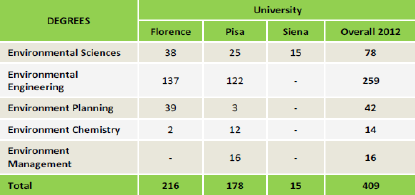 DEGREES University
Florence Pisa Siena Overall 2012
Environmental Sciences 38 25 15 78
Environmental
Engineering 137 122 - 259
Environment Planning 39 3 - 42
Environment Chemistry 2 12 - 14
Environment
Management - 16 - 16
Total 216 178 15 409